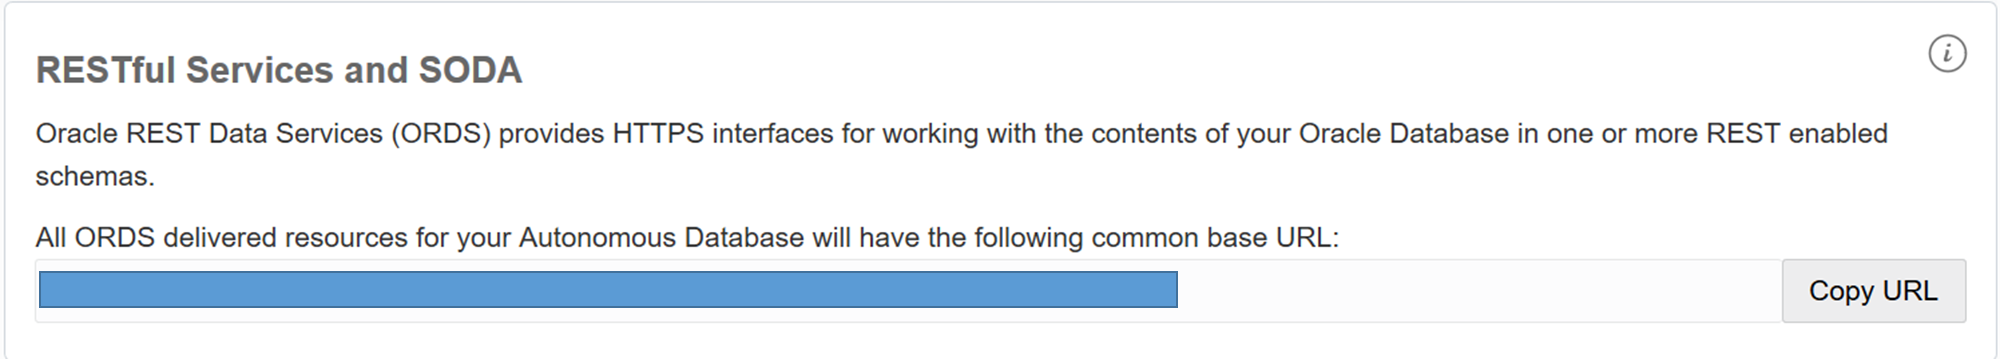 RESTful Services and SODA
i
Oracle REST Data Services (ORDS) provides HTTPS interfaces for working with the contents of your Oracle Database in one or more REST enabled
schemas.
All ORDS delivered resources for your Autonomous Database will have the following common base URL:
Copy URL